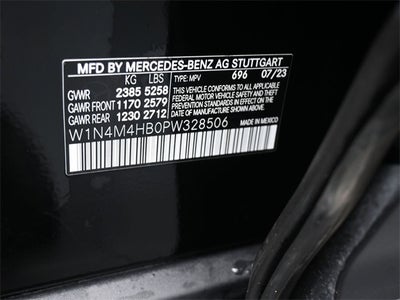 MFD BY MERCEDES-BENZ AG STUTTGART
KG LBS TYPE: MPV 696 07/23
GVWR 2385 5258 THIS VEHICLE CONFORMS TO ALL APPLICABLE
GAWR FRONT 1170 2579 FEDERAL MOTOR VEHICLE SAFETY AND THEFT
GAWR REAR 1230 2712 PREVENTION STANDARDS IN EFFECT ON THE DATE OF MANUFACTURE SHOWN ABOVE.
W1N4M4HB0PW328506
MADE IN MEXICO